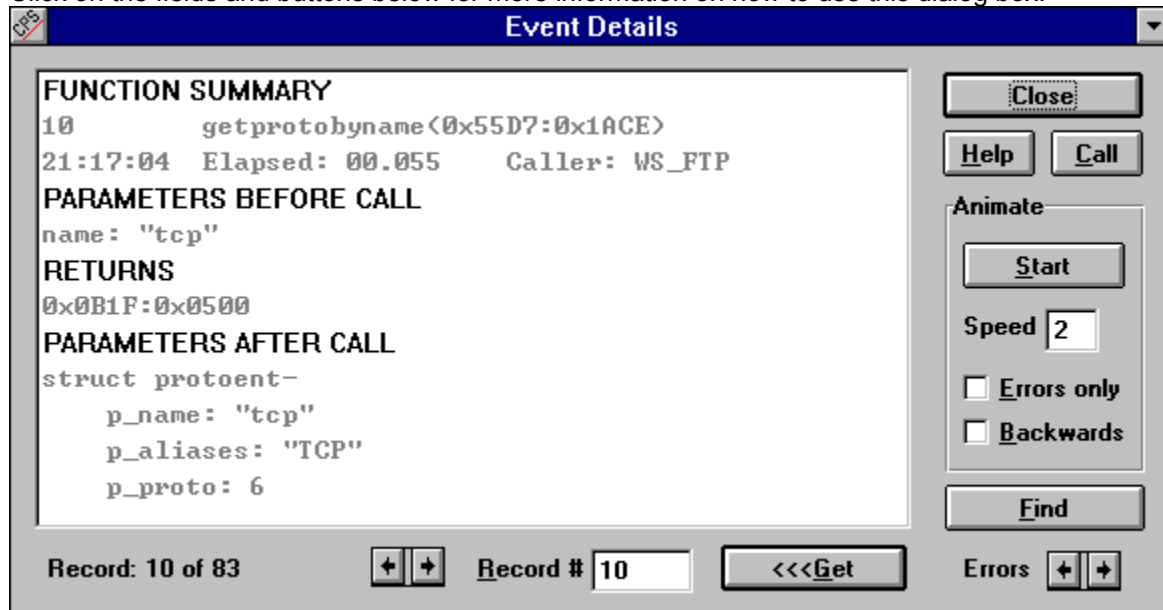 Click on the fields and buttons below for more information on how to use this dialog box.
CPS
Event Details
FUNCTION SUMMARY
10 getprotobyname(0x55D7:0x1ACE)
21:17:04 Elapsed: 00.055 Caller: WS_FTP
PARAMETERS BEFORE CALL
name: "tcp"
RETURNS
0x0B1F:0x0500
PARAMETERS AFTER CALL
struct protoent-
p_name: "tcp"
p_aliases: "TCP"
p_proto: 6
Close
Help Call
Animate
Start
Speed 2
Errors only
Backwards
Find
Record: 10 of 83 Record # 10 <<<Get Errors